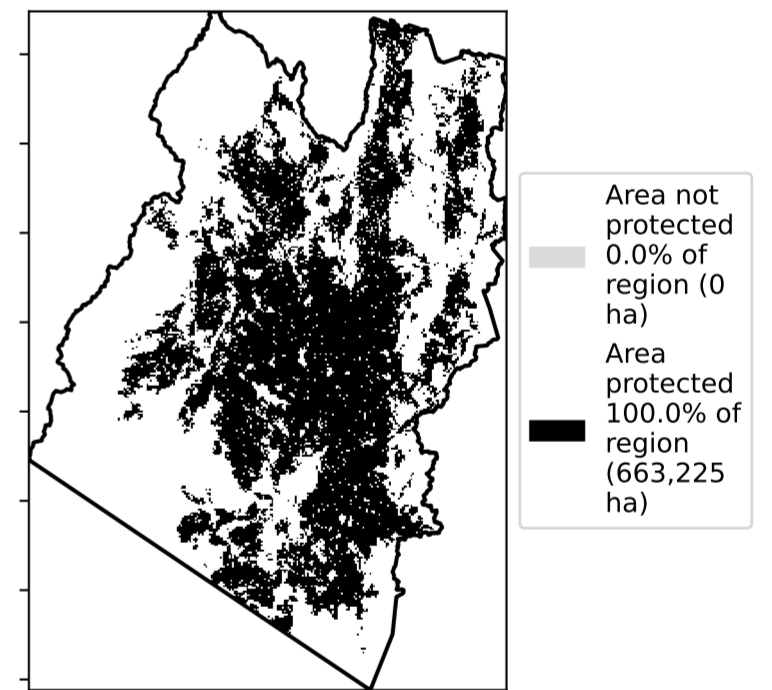 Area not
protected
0.0% of
region (0
ha)
Area
protected
100.0% of
region
(663,225
ha)